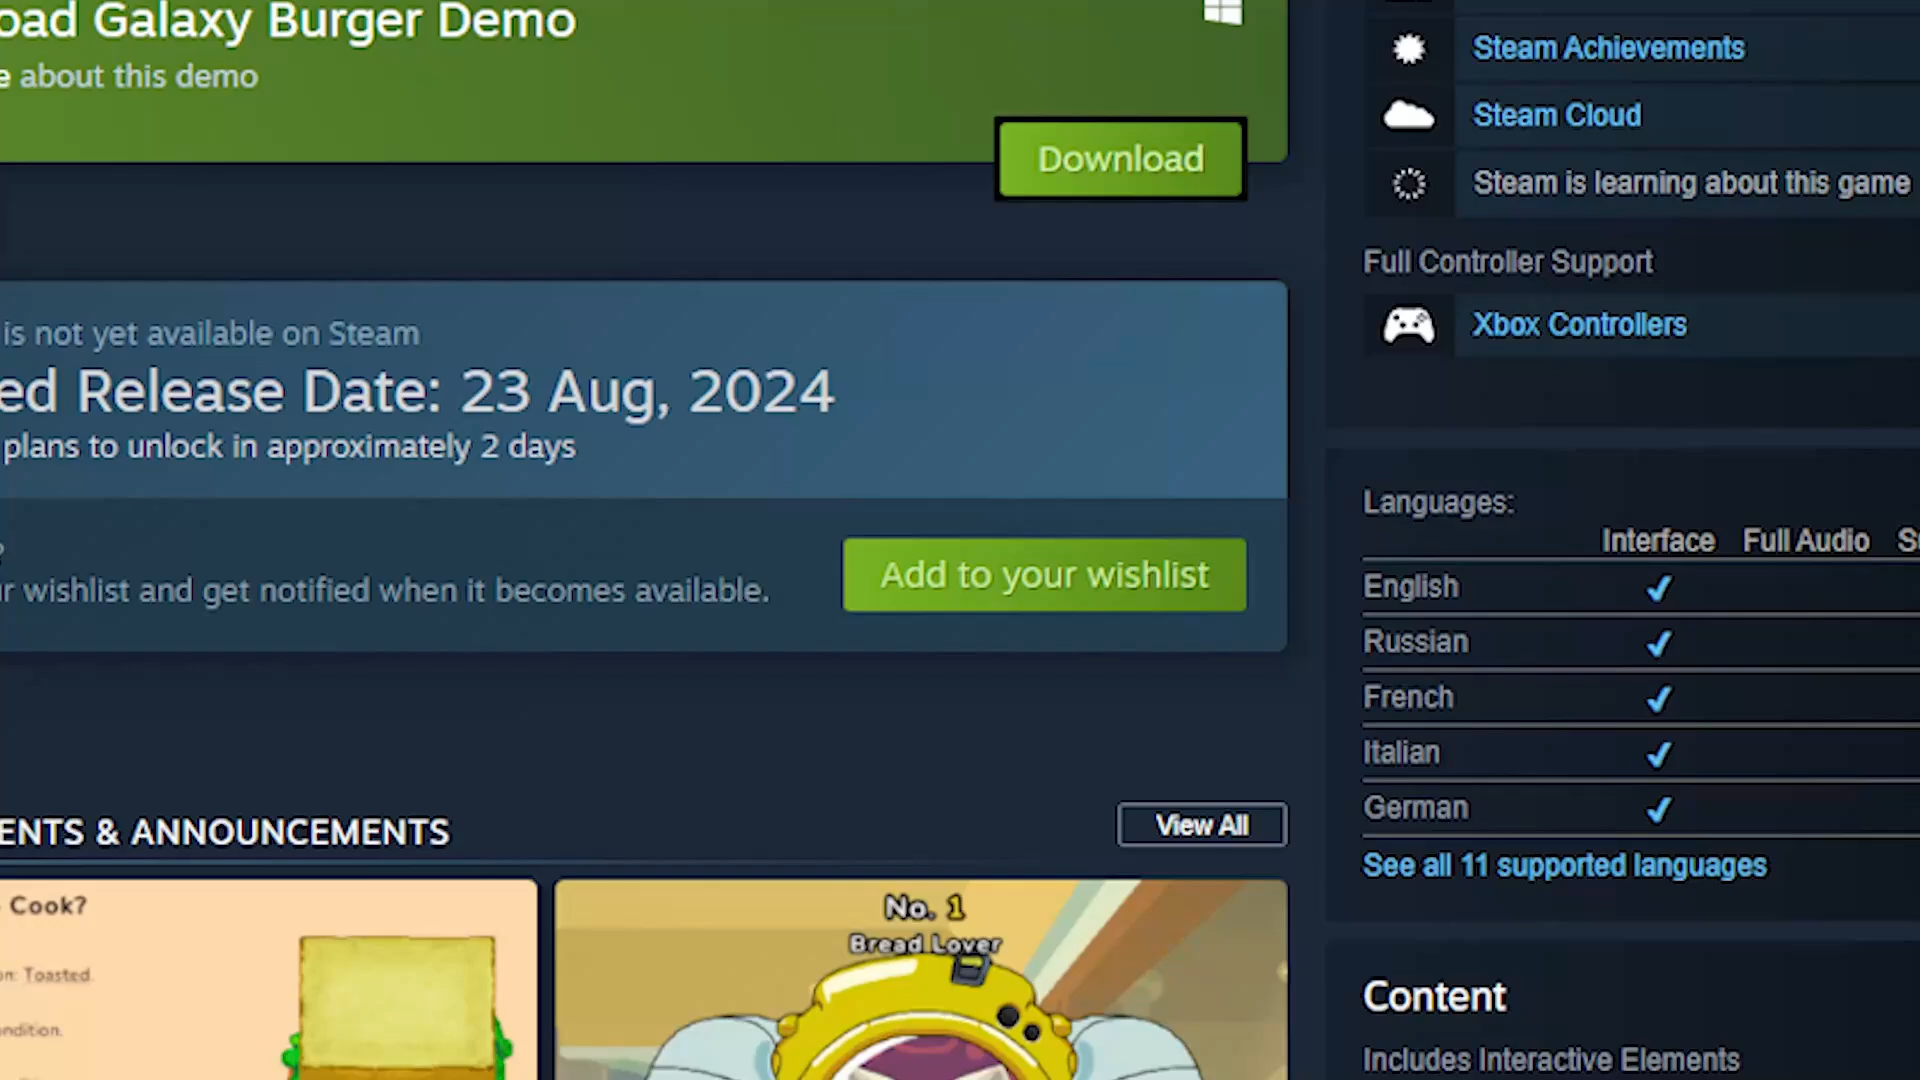 oad Galaxy Burger Demo
e about this demo
Download
is not yet available on Steam
ed Release Date: 23 Aug, 2024
plans to unlock in approximately 2 days
?
r wishlist and get notified when it becomes available.
Add to your wishlist
ENTS & ANNOUNCEMENTS
View All
Cook?
on: Toasted.
ndition.
No. 1
Bread Lover
Steam Achievements
Steam Cloud
Steam is learning about this game
Full Controller Support
Xbox Controllers
Languages:
Interface Full Audio S
English ✔
Russian ✔
French ✔
Italian ✔
German ✔
See all 11 supported languages
Content
Includes Interactive Elements